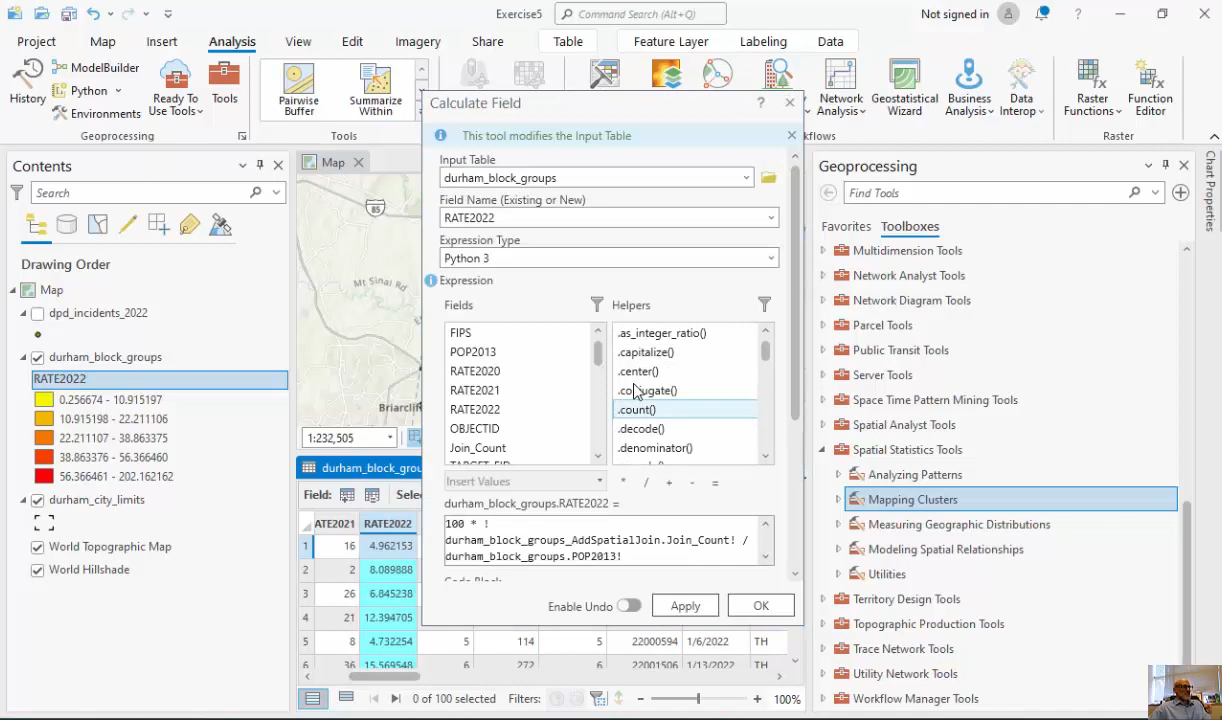 Exercise5
Command Search (Alt+Q)
Not signed in
Project Map Insert Analysis View Edit Imagery Share Table Feature Layer Labeling Data
History
ModelBuilder
Python
Environments
Ready To Use Tools
Tools
Geoprocessing
Pairwise Buffer
Summarize Within
Tools
Network Analysis
Geostatistical Wizard
Business Analysis
Data Interop
Raster Functions
Function Editor
Raster
Contents
Search
Drawing Order
Map
dpd_incidents_2022
durham_block_groups
RATE2022
0.256674 - 10.915197
10.915198 - 22.211106
22.211107 - 38.863375
38.863376 - 56.366460
56.366461 - 202.162162
durham_city_limits
World Topographic Map
World Hillshade
Map
85
Mt Sinai Rd
1:232,505
Field:
ATE2021 RATE2022
1 16 4.962153
2 2 8.089888
3 26 6.845238
4 21 12.394705
5 8 4.732254 5 114 5 22000594 1/6/2022 TH
6 36 15.569548 6 272 6 22001506 1/13/2022 TH
0 of 100 selected
Filters:
100%
Calculate Field
?
This tool modifies the Input Table
Input Table
durham_block_groups
Field Name (Existing or New)
RATE2022
Expression Type
Python 3
Expression
Fields
FIPS
POP2013
RATE2020
RATE2021
RATE2022
OBJECTID
Join_Count
Helpers
.as_integer_ratio()
.capitalize()
.center()
.conjugate()
.count()
.decode()
.denominator()
Insert Values
* / + - =
durham_block_groups.RATE2022 =
100 * !
durham_block_groups_AddSpatialJoin.Join_Count! /
durham_block_groups.POP2013!
Enable Undo
Apply
OK
Geoprocessing
Find Tools
Favorites Toolboxes
Multidimension Tools
Network Analyst Tools
Network Diagram Tools
Parcel Tools
Public Transit Tools
Server Tools
Space Time Pattern Mining Tools
Spatial Analyst Tools
Spatial Statistics Tools
Analyzing Patterns
Mapping Clusters
Measuring Geographic Distributions
Modeling Spatial Relationships
Utilities
Territory Design Tools
Topographic Production Tools
Trace Network Tools
Utility Network Tools
Workflow Manager Tools
Chart Properties